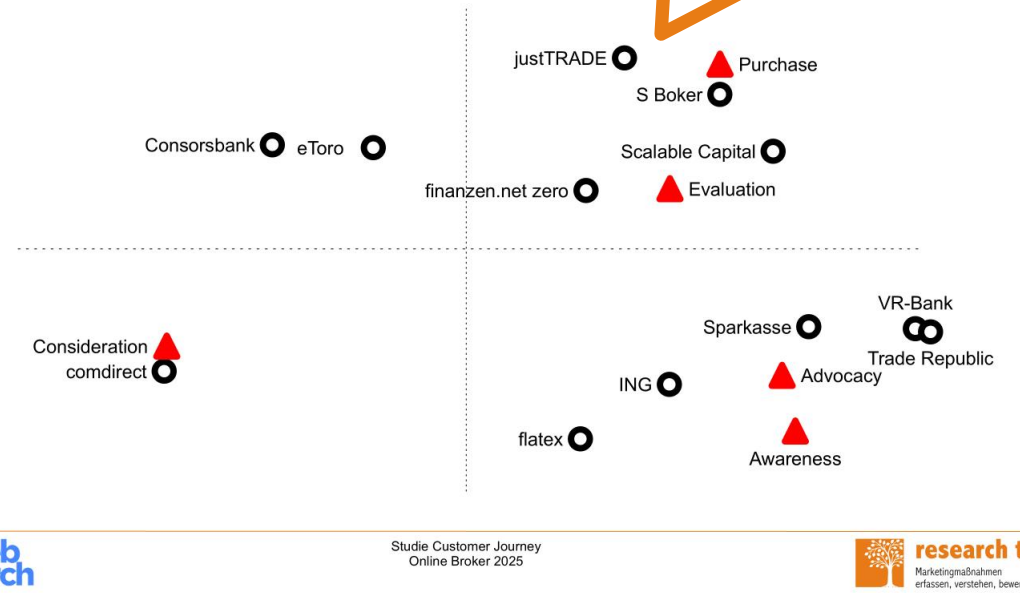 justTRADE
Purchase
S Boker
Consorsbank
eToro
Scalable Capital
finanzen.net zero
Evaluation
VR-Bank
Sparkasse
Consideration
Trade Republic
comdirect
Advocacy
ING
flatex
Awareness
Studie Customer Journey
Online Broker 2025
b
ch
research t
Marketingmaßnahmen
erfassen, verstehen, bewe